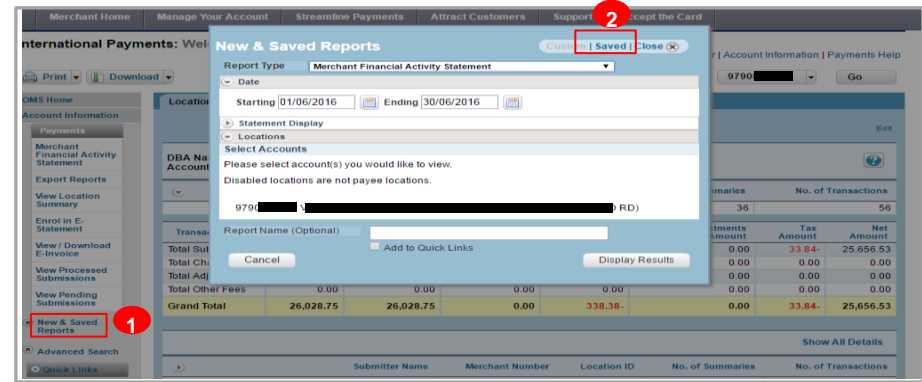 Merchant Home Manage Your Account Streamline Payments Attract Customers Support cept the Card
2
nternational Payments: Wel
New & Saved Reports
Custom | Saved | Close
r | Account Information | Payments Help
Print Download
Report Type Merchant Financial Activity Statement
9790 Go
Date
OMS Home
Location
Starting 01/06/2016 Ending 30/06/2016
Account Information
Payments
Statement Display
Edit
Merchant
Financial Activity
Statement
Locations
Select Accounts
DBA Na
Account
Please select account(s) you would like to view.
Export Reports
Disabled locations are not payee locations.
View Location
Summary
maries No. of Transactions
9790 RD)
36 56
Enrol in E-
Statement
Report Name (Optional)
Transa tments Amount Tax Amount Net Amount
Add to Quick Links
View / Download
E-Invoice
Total Sub 0.00 33.84- 25,656.53
Cancel Display Results
Total Cha 0.00 0.00 0.00
View Processed
Submissions
Total Adj 0.00 0.00 0.00
Total Other Fees 0.00 0.00 0.00 0.00 0.00 0.00 0.00
View Pending
Submissions
Grand Total 26,028.75 26,028.75 0.00 338.38- 0.00 33.84- 25,656.53
New & Saved
Reports
1
Show All Details
Advanced Search
Quick Links
Submitter Name Merchant Number Location ID No. of Summaries No. of Transactions